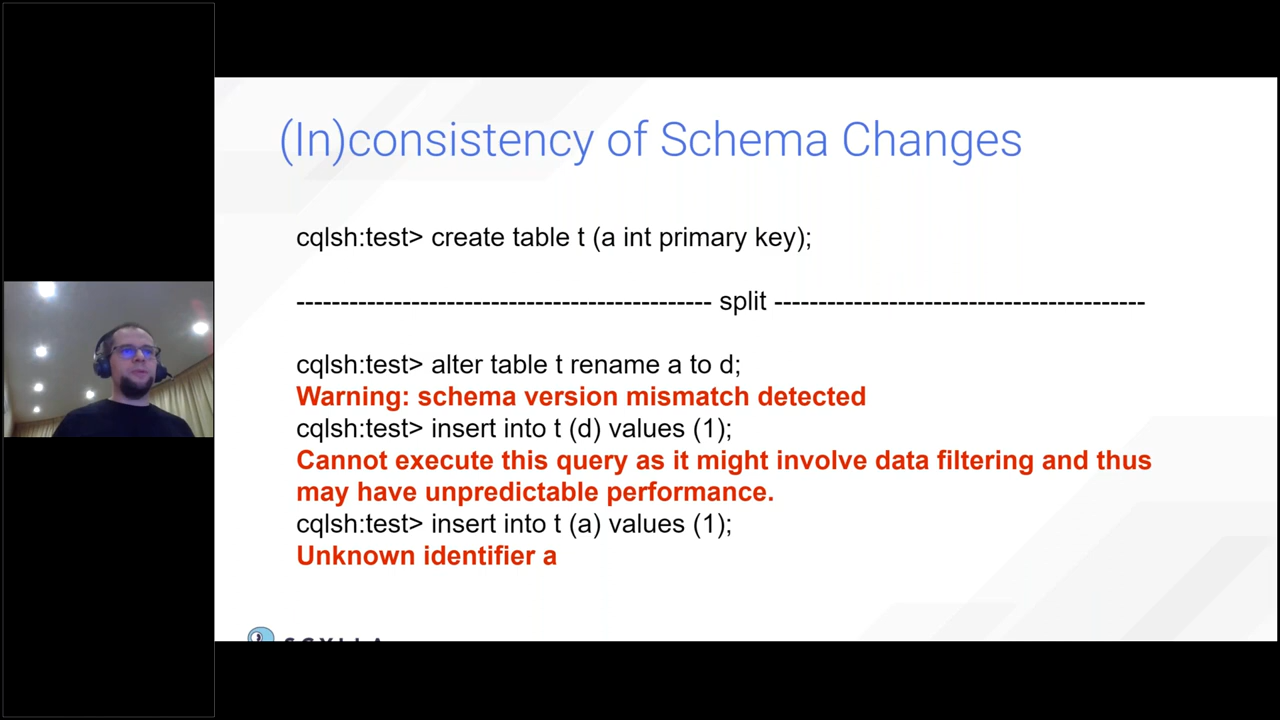 (In)consistency of Schema Changes
cqlsh:test> create table t (a int primary key);
----------------------------------------------- split ------------------------------------------
cqlsh:test> alter table t rename a to d;
Warning: schema version mismatch detected
cqlsh:test> insert into t (d) values (1);
Cannot execute this query as it might involve data filtering and thus
may have unpredictable performance.
cqlsh:test> insert into t (a) values (1);
Unknown identifier a
SCYLLA